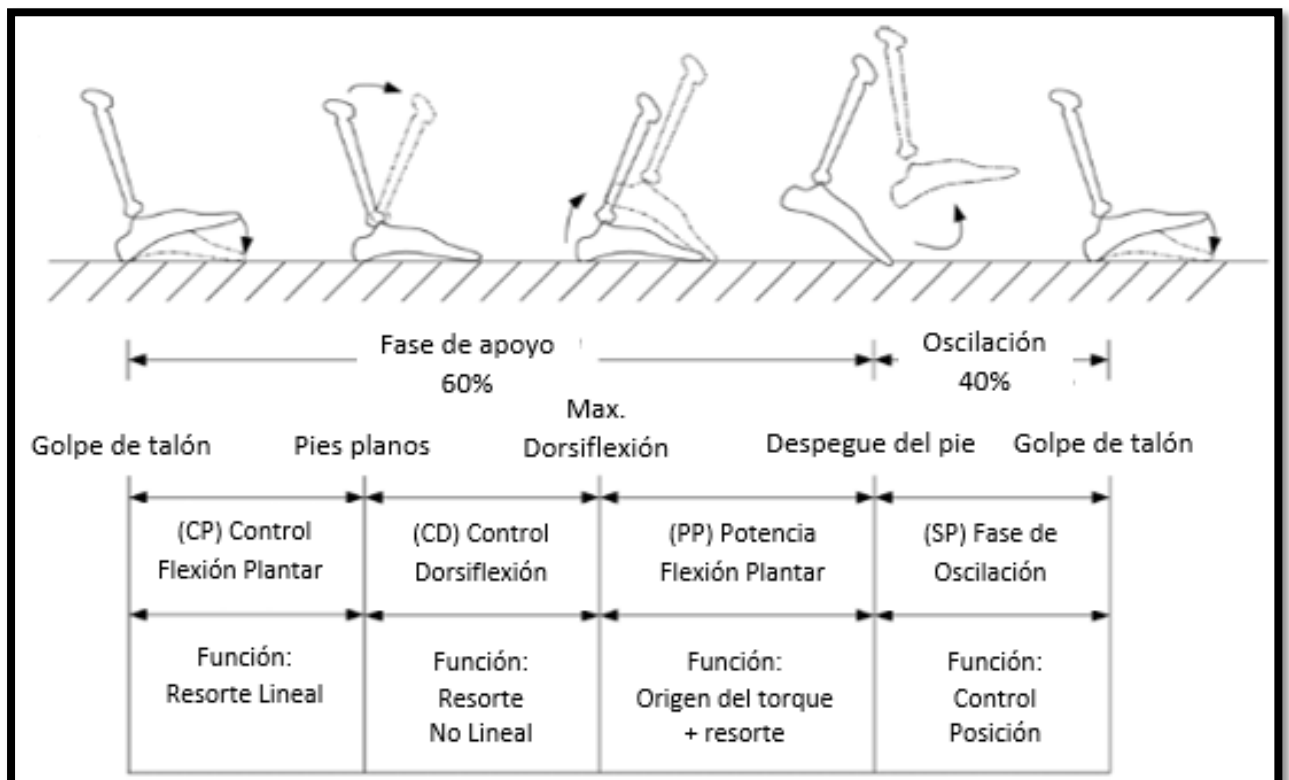 Fase de apoyo
60%
Oscilación
40%
Golpe de talón
Pies planos
Max.
Dorsiflexión
Despegue del pie
Golpe de talón
(CP) Control
Flexión Plantar
(CD) Control
Dorsiflexión
(PP) Potencia
Flexión Plantar
(SP) Fase de
Oscilación
Función:
Resorte Lineal
Función:
Resorte
No Lineal
Función:
Origen del torque
+ resorte
Función:
Control
Posición